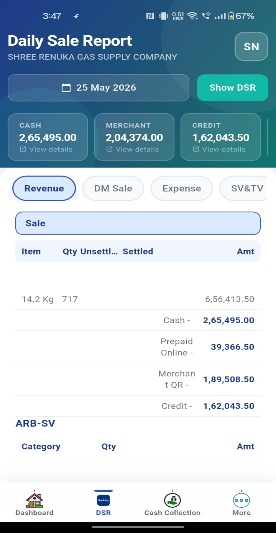 3:47
0.51 KB/S
67%
Daily Sale Report
SHREE RENUKA GAS SUPPLY COMPANY
SN
25 May 2026
Show DSR
CASH
2,65,495.00
View details
MERCHANT
2,04,374.00
View details
CREDIT
1,62,043.50
View details
Revenue
DM Sale
Expense
SV&TV
Sale
Item Qty Unsettl... Settled Amt
14.2 Kg 717 6,56,413.50
Cash - 2,65,495.00
Prepaid
Online - 39,366.50
Merchan
t QR - 1,89,508.50
Credit - 1,62,043.50
ARB-SV
Category Qty Amt
Dashboard
DSR
Cash Collection
More